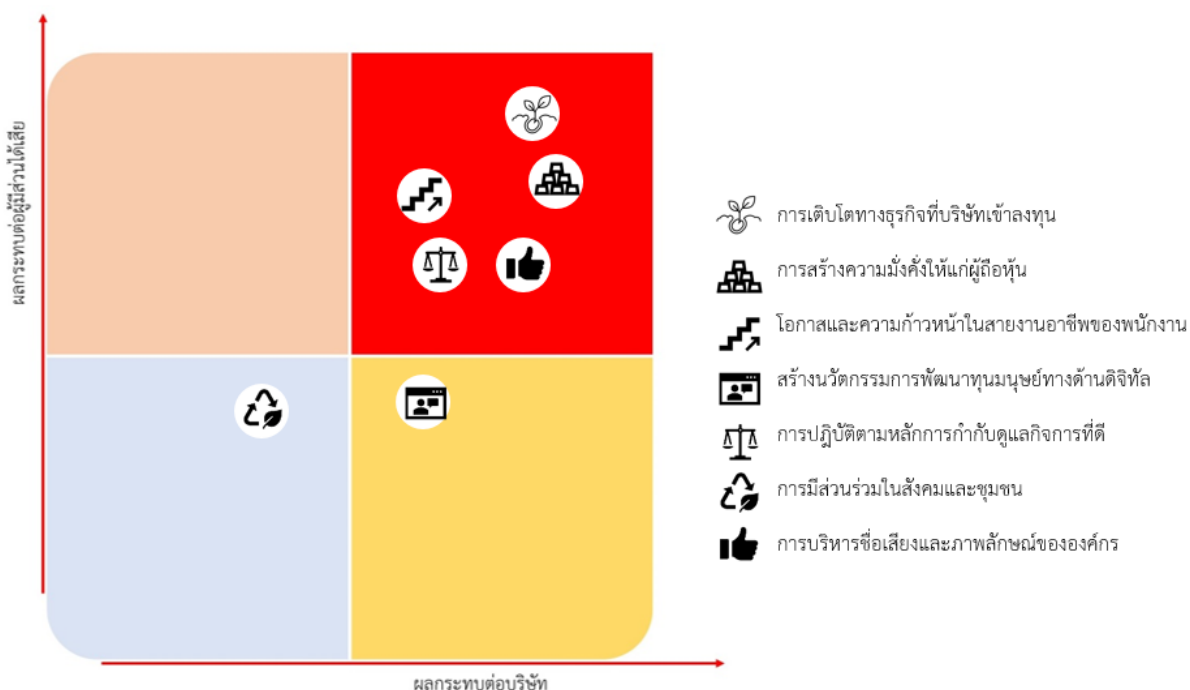 ผลกระทบต่อผู้มีส่วนได้เสีย
การเติบโตทางธุรกิจที่บริษัทเข้าลงทุน
การสร้างความมั่งคั่งให้แก่ผู้ถือหุ้น
โอกาสและความก้าวหน้าในสายงานอาชีพของพนักงาน
สร้างนวัตกรรมการพัฒนาทุนมนุษย์ทางด้านดิจิทัล
การปฏิบัติตามหลักการกำกับดูแลกิจการที่ดี
การมีส่วนร่วมในสังคมและชุมชน
การบริหารชื่อเสียงและภาพลักษณ์ขององค์กร
ผลกระทบต่อบริษัท